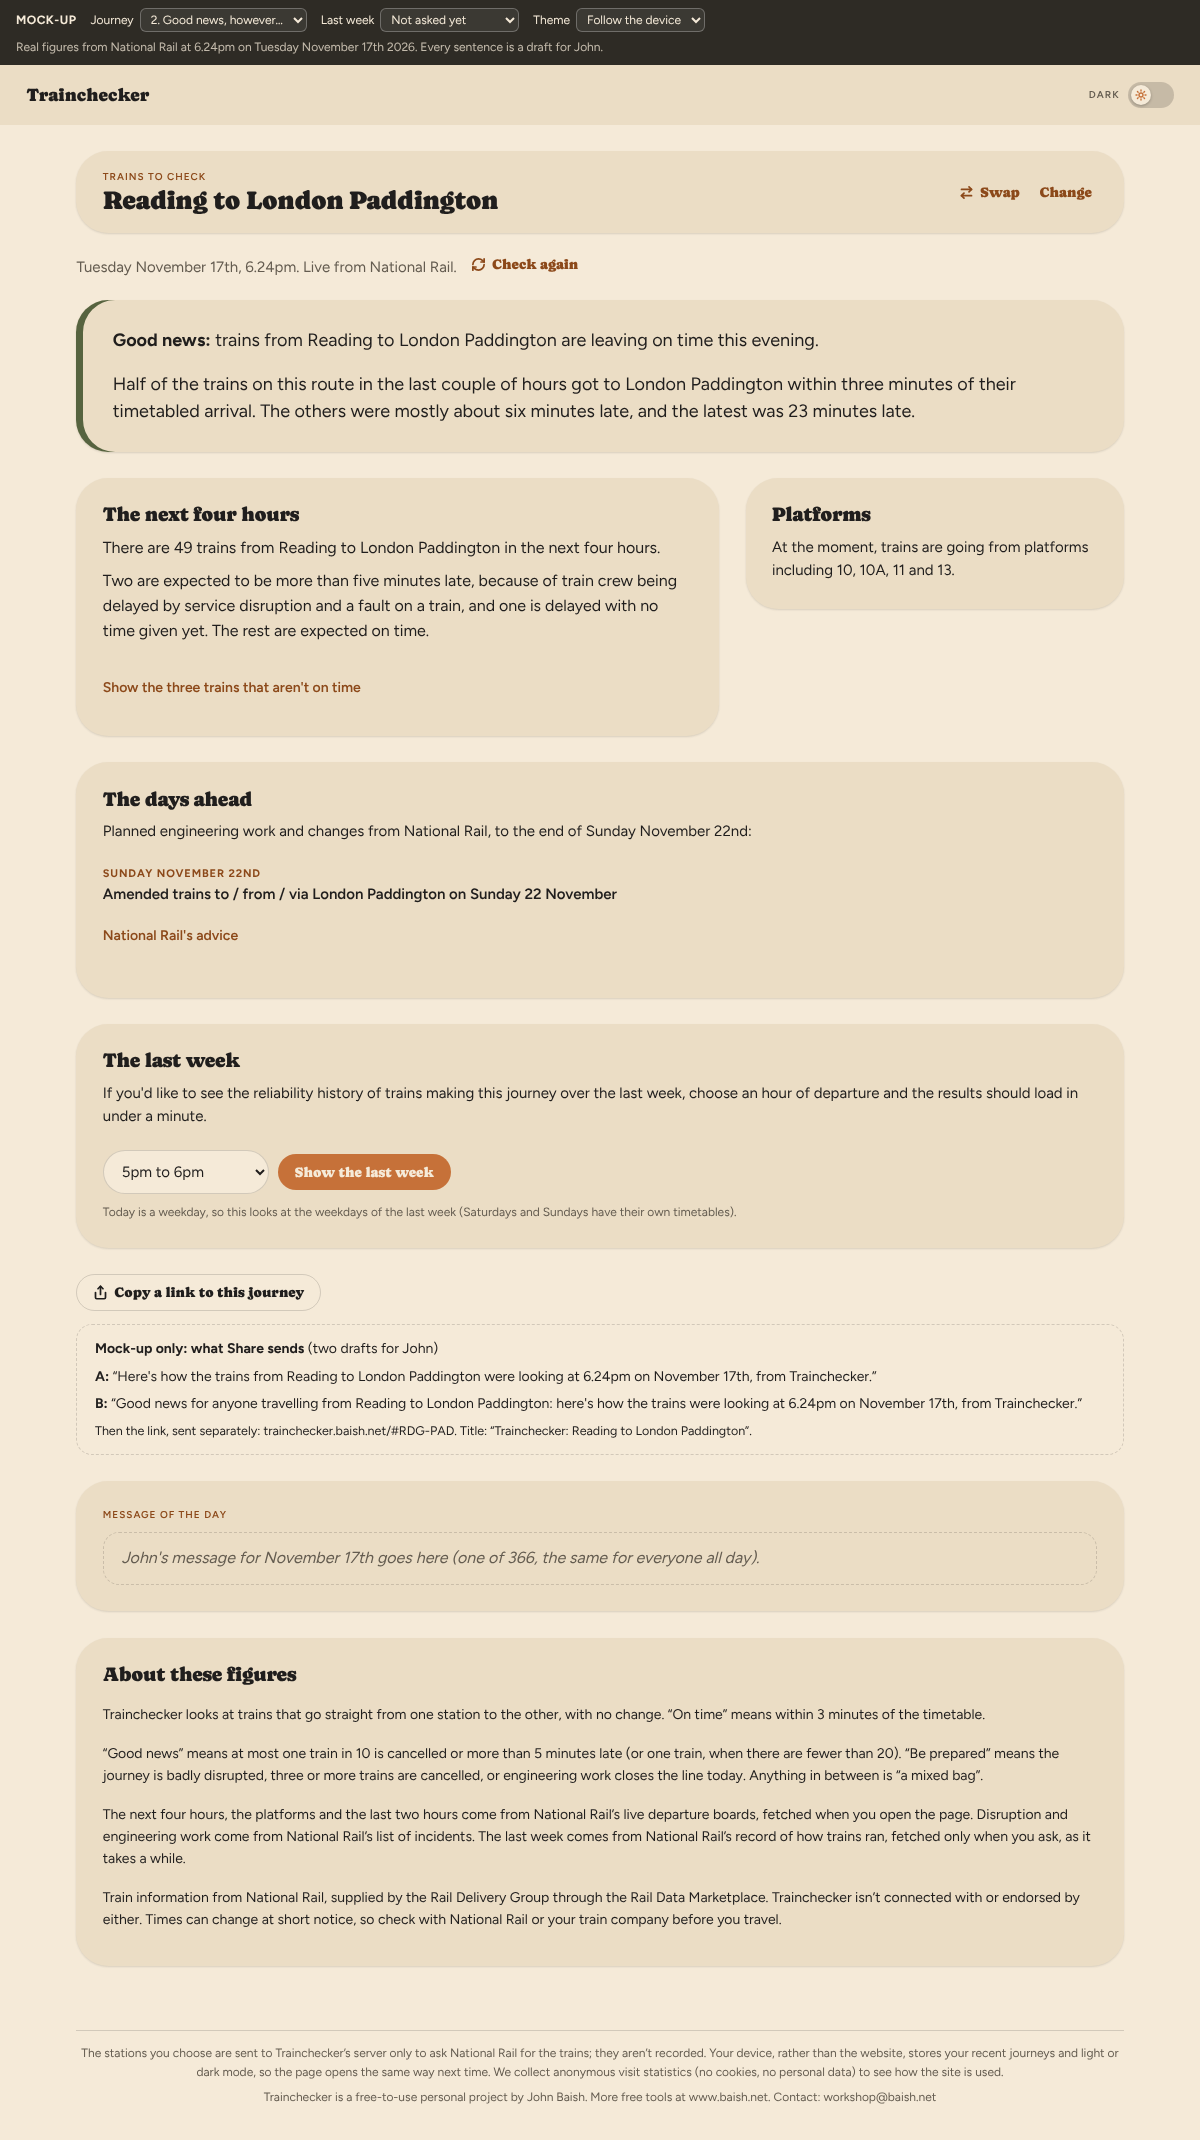 MOCK-UP Journey 2. Good news, however... Last week Not asked yet Theme Follow the device
Real figures from National Rail at 6.24pm on Tuesday November 17th 2026. Every sentence is a draft for John.
Trainchecker
DARK
TRAINS TO CHECK
Reading to London Paddington
Swap Change
Tuesday November 17th, 6.24pm. Live from National Rail. Check again
Good news: trains from Reading to London Paddington are leaving on time this evening.
Half of the trains on this route in the last couple of hours got to London Paddington within three minutes of their
timetabled arrival. The others were mostly about six minutes late, and the latest was 23 minutes late.
The next four hours
There are 49 trains from Reading to London Paddington in the next four hours.
Two are expected to be more than five minutes late, because of train crew being
delayed by service disruption and a fault on a train, and one is delayed with no
time given yet. The rest are expected on time.
Show the three trains that aren't on time
Platforms
At the moment, trains are going from platforms
including 10, 10A, 11 and 13.
The days ahead
Planned engineering work and changes from National Rail, to the end of Sunday November 22nd:
SUNDAY NOVEMBER 22ND
Amended trains to / from / via London Paddington on Sunday 22 November
National Rail's advice
The last week
If you'd like to see the reliability history of trains making this journey over the last week, choose an hour of departure and the results should load in
under a minute.
5pm to 6pm Show the last week
Today is a weekday, so this looks at the weekdays of the last week (Saturdays and Sundays have their own timetables).
Copy a link to this journey
Mock-up only: what Share sends (two drafts for John)
A: “Here's how the trains from Reading to London Paddington were looking at 6.24pm on November 17th, from Trainchecker.”
B: “Good news for anyone travelling from Reading to London Paddington: here's how the trains were looking at 6.24pm on November 17th, from Trainchecker.”
Then the link, sent separately: trainchecker.baish.net/#RDG-PAD. Title: “Trainchecker: Reading to London Paddington”.
MESSAGE OF THE DAY
John's message for November 17th goes here (one of 366, the same for everyone all day).
About these figures
Trainchecker looks at trains that go straight from one station to the other, with no change. “On time” means within 3 minutes of the timetable.
“Good news” means at most one train in 10 is cancelled or more than 5 minutes late (or one train, when there are fewer than 20). “Be prepared” means the
journey is badly disrupted, three or more trains are cancelled, or engineering work closes the line today. Anything in between is “a mixed bag”.
The next four hours, the platforms and the last two hours come from National Rail’s live departure boards, fetched when you open the page. Disruption and
engineering work come from National Rail’s list of incidents. The last week comes from National Rail’s record of how trains ran, fetched only when you ask, as it
takes a while.
Train information from National Rail, supplied by the Rail Delivery Group through the Rail Data Marketplace. Trainchecker isn’t connected with or endorsed by
either. Times can change at short notice, so check with National Rail or your train company before you travel.
The stations you choose are sent to Trainchecker’s server only to ask National Rail for the trains; they aren’t recorded. Your device, rather than the website, stores your recent journeys and light or
dark mode, so the page opens the same way next time. We collect anonymous visit statistics (no cookies, no personal data) to see how the site is used.
Trainchecker is a free-to-use personal project by John Baish. More free tools at www.baish.net. Contact: workshop@baish.net